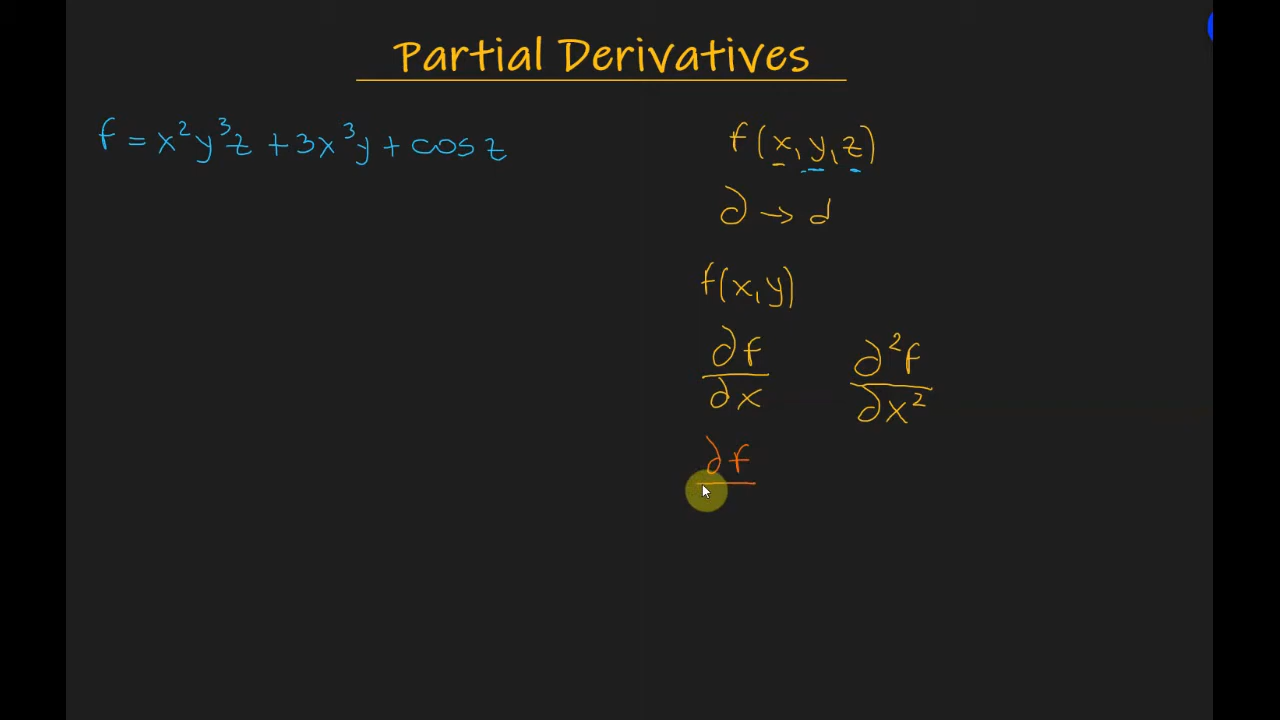 Partial Derivatives
f = x²y³z + 3x³y + cos z
f(x,y,z)
∂ → d
f(x,y)
∂f/∂x ∂²f/∂x²
∂f